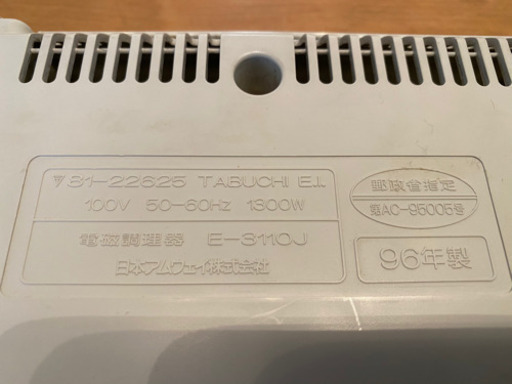 ▽81-22625 TABUCHI E.I.
100V 50-60Hz 1300W
電磁調理器 E-3110J
日本アムウェイ株式会社
郵政省指定
第AC-95005号
96年製